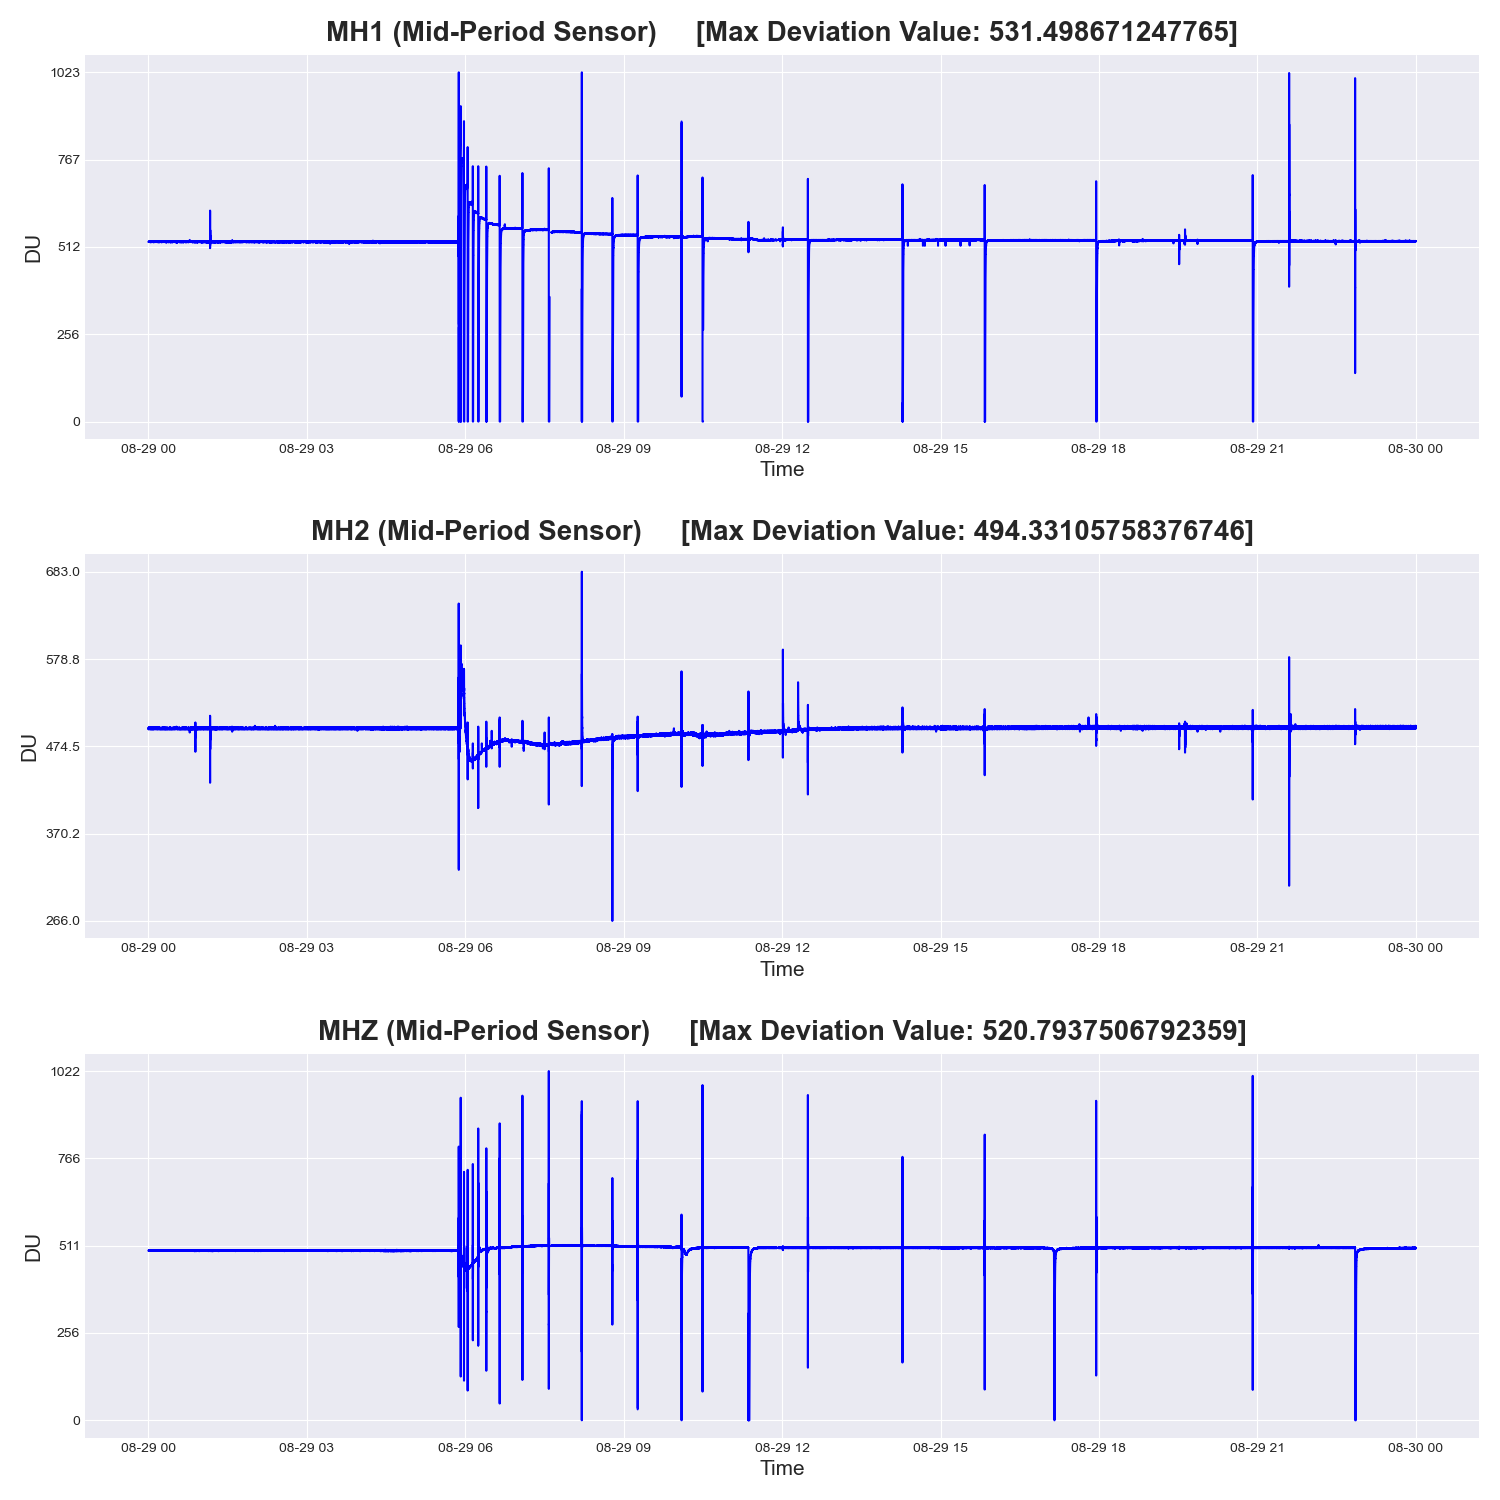 MH1 (Mid-Period Sensor) [Max Deviation Value: 531.498671247765]
1023
767
512
256
0
DU
08-29 00 08-29 03 08-29 06 08-29 09 08-29 12 08-29 15 08-29 18 08-29 21 08-30 00
Time
MH2 (Mid-Period Sensor) [Max Deviation Value: 494.33105758376746]
683.0
578.8
474.5
370.2
266.0
DU
08-29 00 08-29 03 08-29 06 08-29 09 08-29 12 08-29 15 08-29 18 08-29 21 08-30 00
Time
MHZ (Mid-Period Sensor) [Max Deviation Value: 520.7937506792359]
1022
766
511
256
0
DU
08-29 00 08-29 03 08-29 06 08-29 09 08-29 12 08-29 15 08-29 18 08-29 21 08-30 00
Time